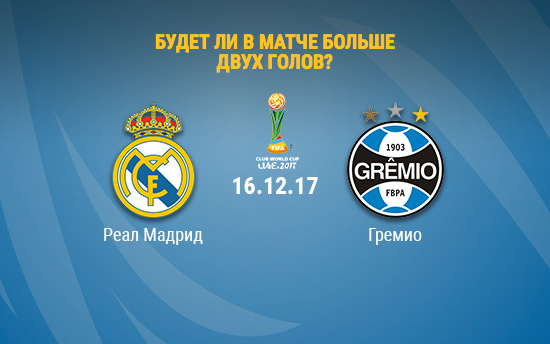 БУДЕТ ЛИ В МАТЧЕ БОЛЬШЕ
ДВУХ ГОЛОВ?
FIFA
CLUB WORLD CUP
UAE 2017
16.12.17
1903
GRÊMIO
FBPA
Реал Мадрид
Гремио